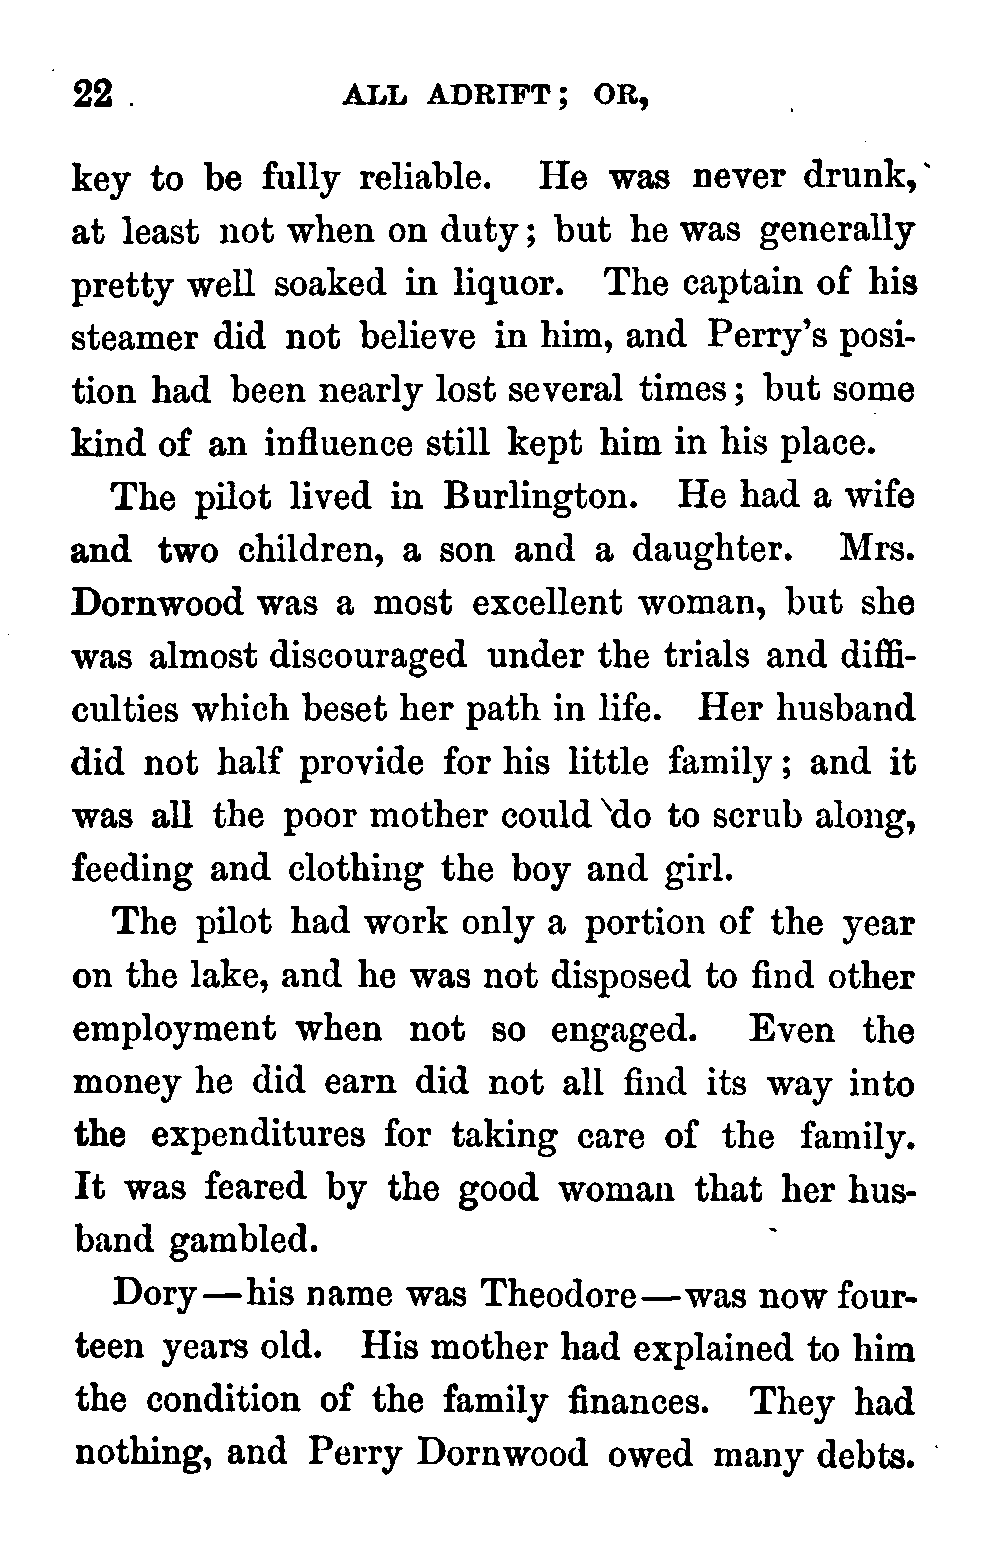 22 ALL ADRIFT; OR,
key to be fully reliable. He was never drunk,
at least not when on duty; but he was generally
pretty well soaked in liquor. The captain of his
steamer did not believe in him, and Perry's posi-
tion had been nearly lost several times; but some
kind of an influence still kept him in his place.
The pilot lived in Burlington. He had a wife
and two children, a son and a daughter. Mrs.
Dornwood was a most excellent woman, but she
was almost discouraged under the trials and diffi-
culties which beset her path in life. Her husband
did not half provide for his little family; and it
was all the poor mother could do to scrub along,
feeding and clothing the boy and girl.
The pilot had work only a portion of the year
on the lake, and he was not disposed to find other
employment when not so engaged. Even the
money he did earn did not all find its way into
the expenditures for taking care of the family.
It was feared by the good woman that her hus-
band gambled.
Dory—his name was Theodore—was now four-
teen years old. His mother had explained to him
the condition of the family finances. They had
nothing, and Perry Dornwood owed many debts.